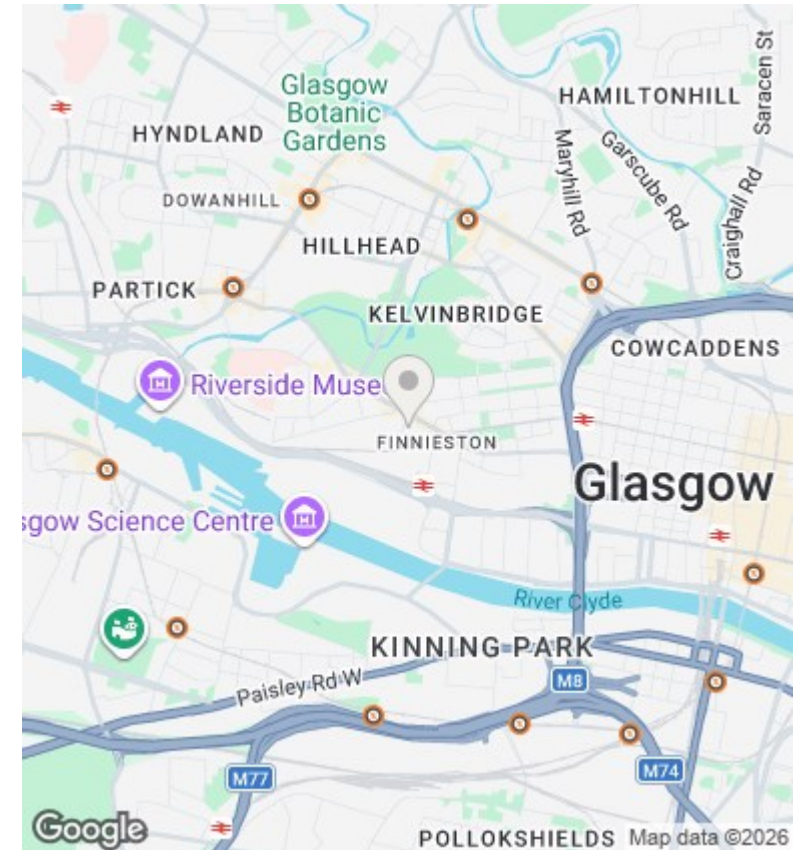 Glasgow
Botanic
Gardens
HAMILTONHILL
Saracen St
HYNDLAND
Maryhill Rd
Garscube Rd
Craighall Rd
DOWANHILL
HILLHEAD
PARTICK
KELVINBRIDGE
COWCADDENS
Riverside Muse
FINNIESTON
Glasgow
sgow Science Centre
River Clyde
KINNING PARK
M8
Paisley Rd W
M77
M74
Google
POLLOKSHIELDS
Map data ©2026